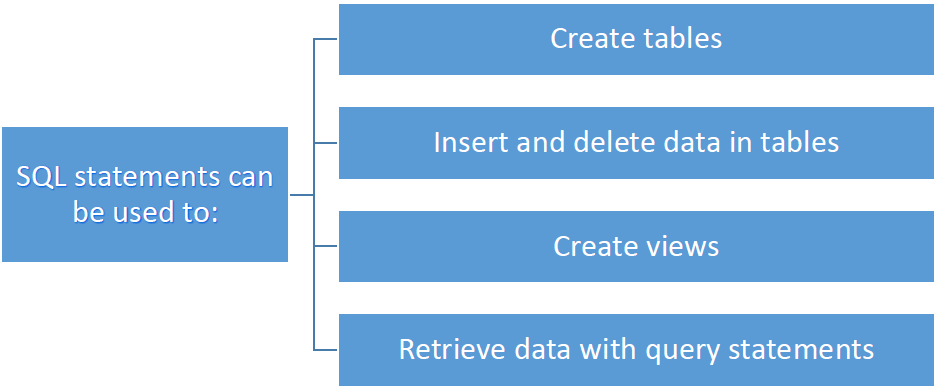 SQL statements can
be used to:
Create tables
Insert and delete data in tables
Create views
Retrieve data with query statements